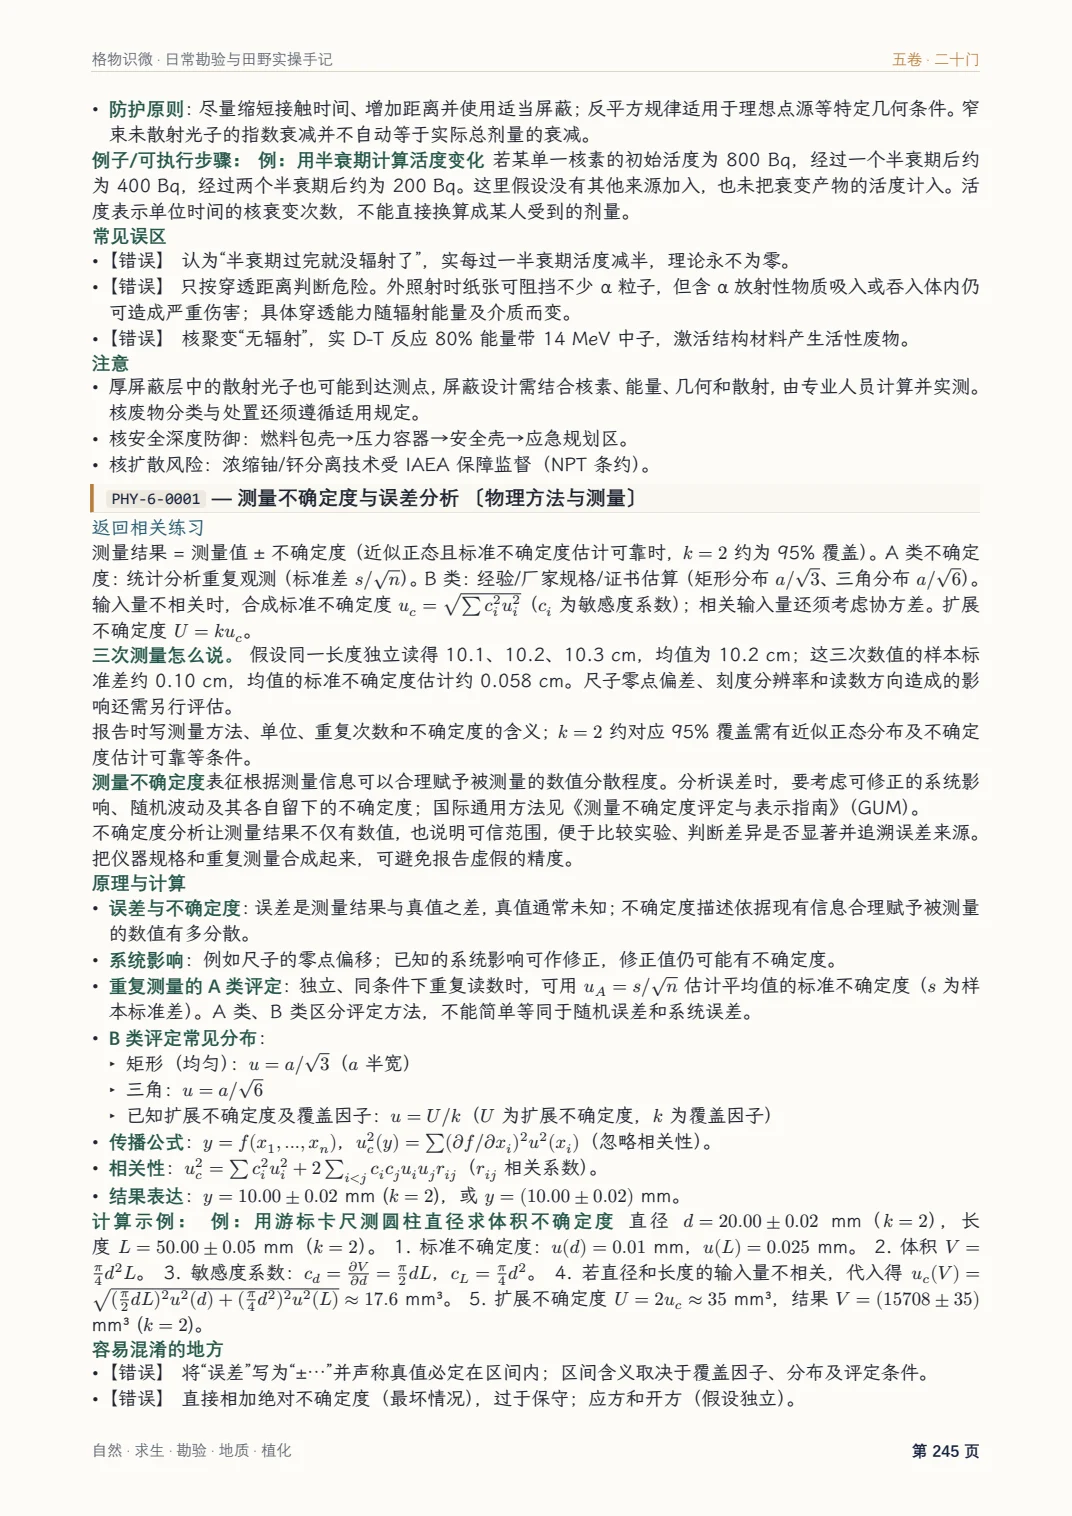 格物识微 · 日常勘验与田野实操手记
五卷 · 二十门
• 防护原则：尽量缩短接触时间、增加距离并使用适当屏蔽；反平方规律适用于理想点源等特定几何条件。窄
束未散射光子的指数衰减并不自动等于实际总剂量的衰减。
例子/可执行步骤： 例：用半衰期计算活度变化 若某单一核素的初始活度为 800 Bq，经过一个半衰期后约
为 400 Bq，经过两个半衰期后约为 200 Bq。这里假设没有其他来源加入，也未把衰变产物的活度计入。活
度表示单位时间的核衰变次数，不能直接换算成某人受到的剂量。
常见误区
•【错误】 认为“半衰期过完就没辐射了”，实每过一半衰期活度减半，理论永不为零。
•【错误】 只按穿透距离判断危险。外照射时纸张可阻挡不少 α 粒子，但含 α 放射性物质吸入或吞入体内仍
可造成严重伤害；具体穿透能力随辐射能量及介质而变。
•【错误】 核聚变“无辐射”，实 D-T 反应 80% 能量带 14 MeV 中子，激活结构材料产生活性废物。
注意
• 厚屏蔽层中的散射光子也可能到达测点，屏蔽设计需结合核素、能量、几何和散射，由专业人员计算并实测。
核废物分类与处置还须遵循适用规定。
• 核安全深度防御：燃料包壳→压力容器→安全壳→应急规划区。
• 核扩散风险：浓缩铀/钚分离技术受 IAEA 保障监督（NPT 条约）。
PHY-6-0001 — 测量不确定度与误差分析 〔物理方法与测量〕
返回相关练习
测量结果 = 测量值 ± 不确定度（近似正态且标准不确定度估计可靠时，k = 2 约为 95% 覆盖）。A 类不确定
度：统计分析重复观测（标准差 s/√n）。B 类：经验/厂家规格/证书估算（矩形分布 a/√3、三角分布 a/√6）。
输入量不相关时，合成标准不确定度 u_c = √(∑ c_i²u_i²)（c_i 为敏感度系数）；相关输入量还须考虑协方差。扩展
不确定度 U = ku_c。
三次测量怎么说。 假设同一长度独立读得 10.1、10.2、10.3 cm，均值为 10.2 cm；这三次数值的样本标
准差约 0.10 cm，均值的标准不确定度估计约 0.058 cm。尺子零点偏差、刻度分辨率和读数方向造成的影
响还需另行评估。
报告时写测量方法、单位、重复次数和不确定度的含义；k = 2 约对应 95% 覆盖需有近似正态分布及不确定
度估计可靠等条件。
测量不确定度表征根据测量信息可以合理赋予被测量的数值分散程度。分析误差时，要考虑可修正的系统影
响、随机波动及其各自留下的不确定度；国际通用方法见《测量不确定度评定与表示指南》（GUM）。
不确定度分析让测量结果不仅有数值，也说明可信范围，便于比较实验、判断差异是否显著并追溯误差来源。
把仪器规格和重复测量合成起来，可避免报告虚假的精度。
原理与计算
• 误差与不确定度：误差是测量结果与真值之差，真值通常未知；不确定度描述依据现有信息合理赋予被测量
的数值有多分散。
• 系统影响：例如尺子的零点偏移；已知的系统影响可作修正，修正值仍可能有不确定度。
• 重复测量的 A 类评定：独立、同条件下重复读数时，可用 u_A = s/√n 估计平均值的标准不确定度（s 为样
本标准差）。A 类、B 类区分评定方法，不能简单等同于随机误差和系统误差。
• B 类评定常见分布：
‣ 矩形（均匀）：u = a/√3（a 半宽）
‣ 三角：u = a/√6
‣ 已知扩展不确定度及覆盖因子：u = U/k（U 为扩展不确定度，k 为覆盖因子）
• 传播公式：y = f(x₁, ..., x_n)，u_c²(y) = ∑(∂f/∂x_i)²u²(x_i)（忽略相关性）。
• 相关性：u_c² = ∑ c_i²u_i² + 2∑_{i<j} c_ic_ju_iu_jr_{ij}（r_{ij} 相关系数）。
• 结果表达：y = 10.00 ± 0.02 mm (k = 2)，或 y = (10.00 ± 0.02) mm。
计算示例： 例：用游标卡尺测圆柱直径求体积不确定度 直径 d = 20.00 ± 0.02 mm（k = 2），长
度 L = 50.00 ± 0.05 mm（k = 2）。 1. 标准不确定度：u(d) = 0.01 mm，u(L) = 0.025 mm。 2. 体积 V =
π/4 d²L。 3. 敏感度系数：c_d = ∂V/∂d = π/2 dL，c_L = π/4 d²。 4. 若直径和长度的输入量不相关，代入得 u_c(V) =
√((π/2 dL)²u²(d) + (π/4 d²)²u²(L)) ≈ 17.6 mm³。 5. 扩展不确定度 U = 2u_c ≈ 35 mm³，结果 V = (15708 ± 35)
mm³ (k = 2)。
容易混淆的地方
•【错误】 将“误差”写为“±⋯”并声称真值必定在区间内；区间含义取决于覆盖因子、分布及评定条件。
•【错误】 直接相加绝对不确定度（最坏情况），过于保守；应方和开方（假设独立）。
自然 · 求生 · 勘验 · 地质 · 植化
第 245 页